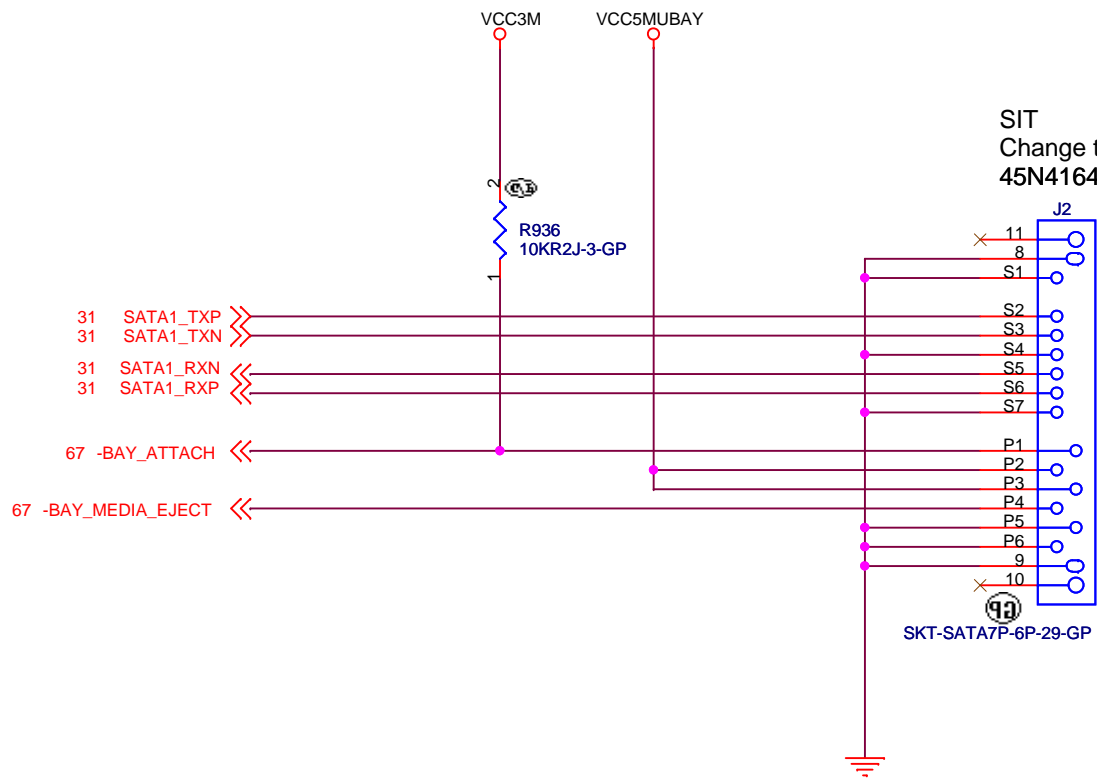 VCC3M
VCC5MUBAY
SIT
Change t
45N4164
J2
2
R936
10KR2J-3-GP
1
11
8
S1
31 SATA1_TXP
S2
31 SATA1_TXN
S3
S4
31 SATA1_RXN
S5
31 SATA1_RXP
S6
S7
67 -BAY_ATTACH
P1
P2
P3
67 -BAY_MEDIA_EJECT
P4
P5
P6
9
10
GP
SKT-SATA7P-6P-29-GP